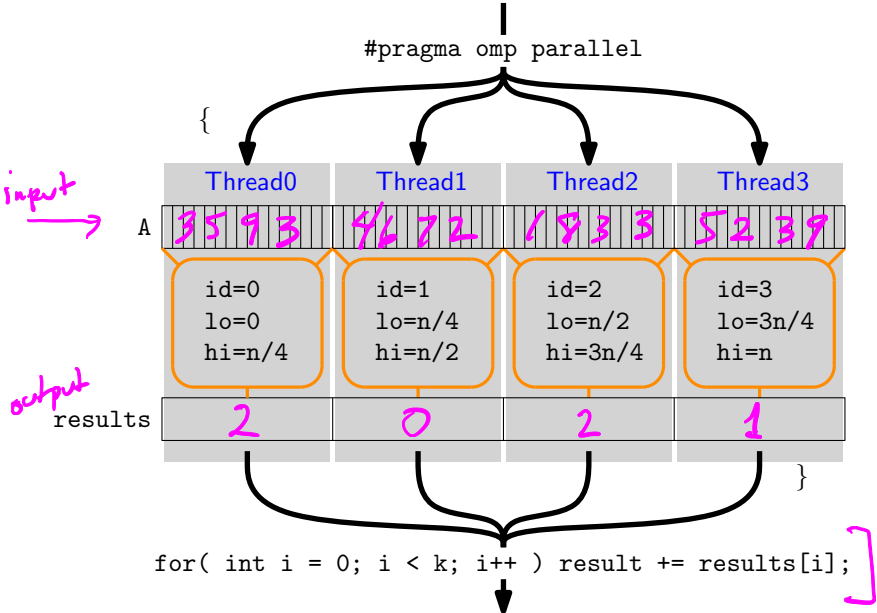 #pragma omp parallel
{
input
Thread0 Thread1 Thread2 Thread3
A 3 5 9 3 4 6 7 2 1 8 3 3 5 2 3 9
id=0 id=1 id=2 id=3
lo=0 lo=n/4 lo=n/2 lo=3n/4
hi=n/4 hi=n/2 hi=3n/4 hi=n
output
results 2 0 2 1
}
for( int i = 0; i < k; i++ ) result += results[i];